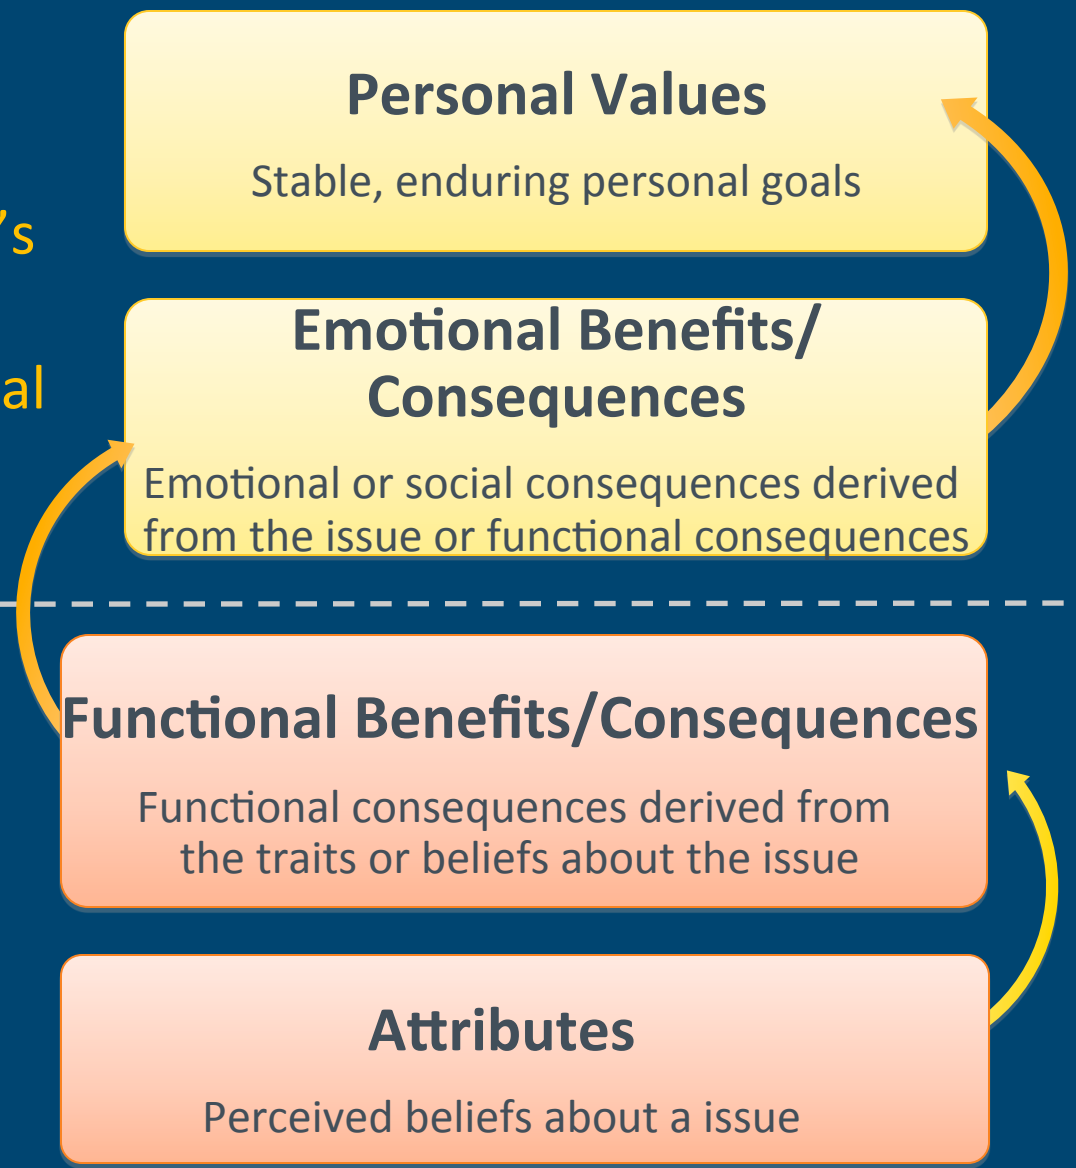 Personal Values
Stable, enduring personal goals
’s
Emotional Benefits/
Consequences
al
Emotional or social consequences derived
from the issue or functional consequences
Functional Benefits/Consequences
Functional consequences derived from
the traits or beliefs about the issue
Attributes
Perceived beliefs about a issue